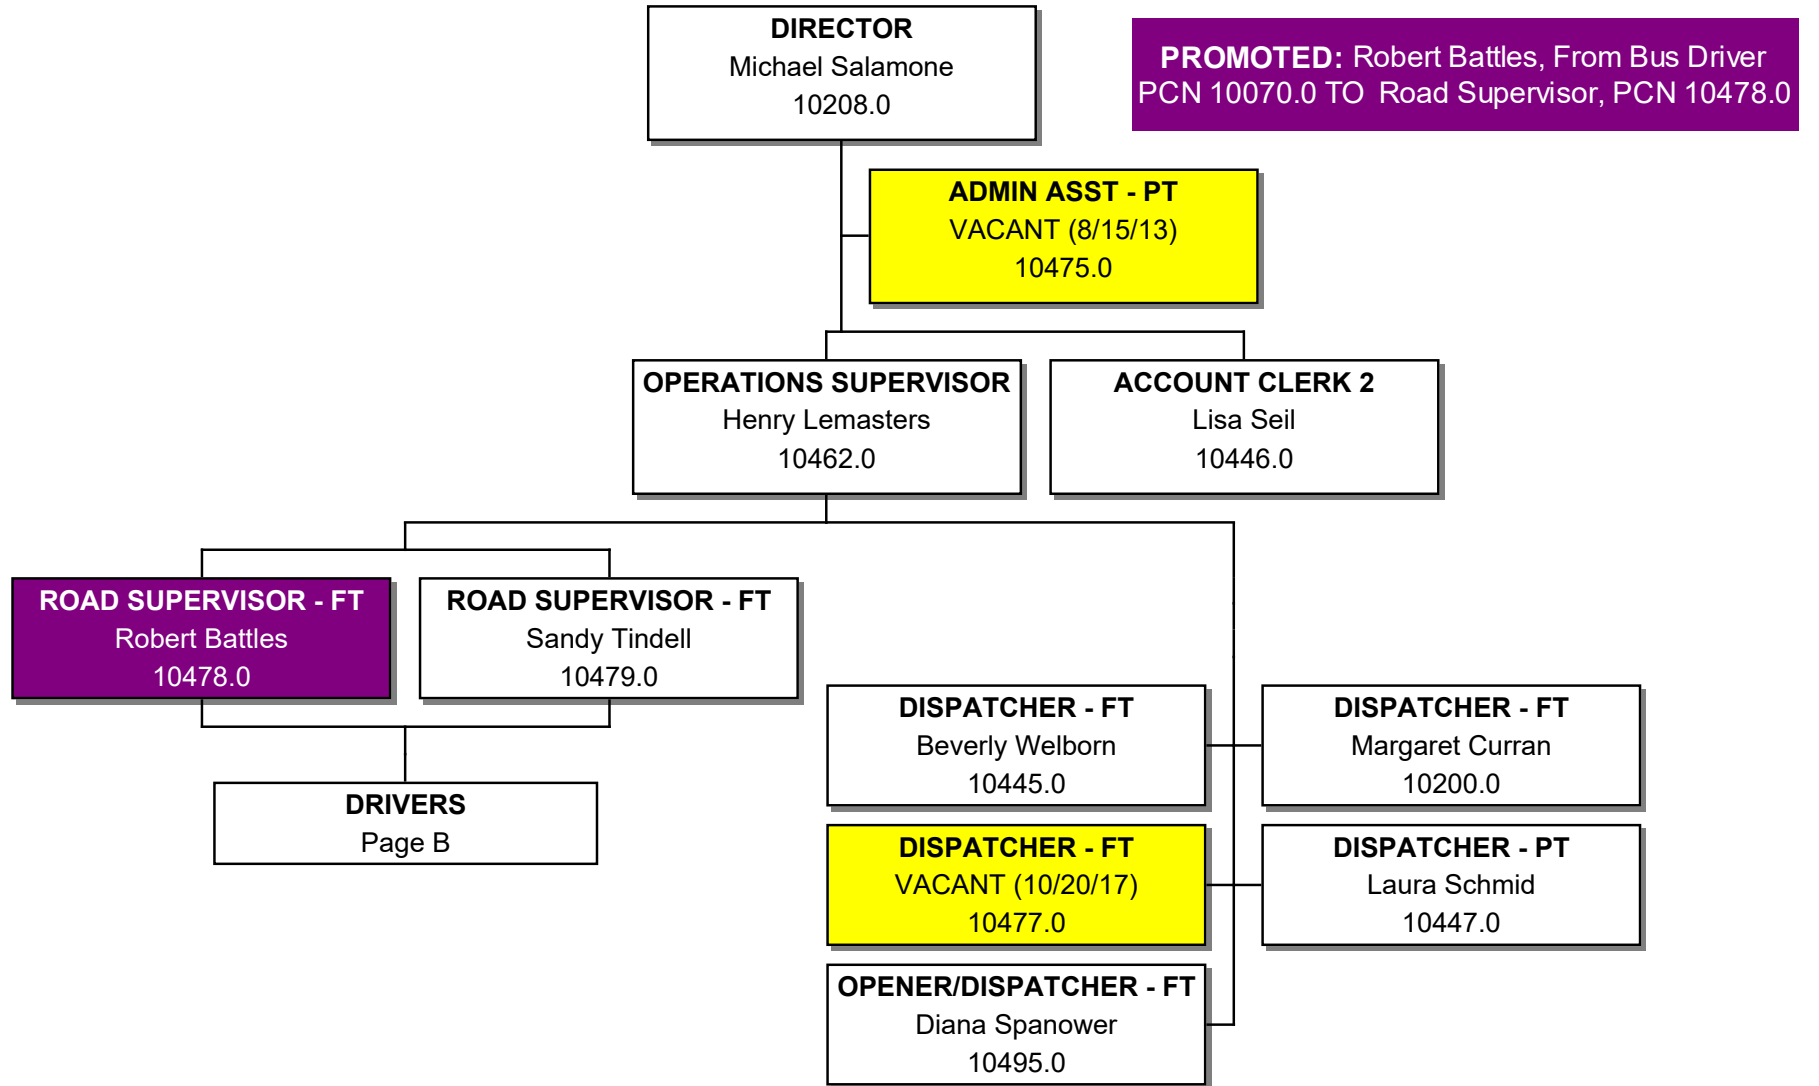 DIRECTOR
Michael Salamone
10208.0
PROMOTED: Robert Battles, From Bus Driver
PCN 10070.0 TO Road Supervisor, PCN 10478.0
ADMIN ASST - PT
VACANT (8/15/13)
10475.0
OPERATIONS SUPERVISOR
Henry Lemasters
10462.0
ACCOUNT CLERK 2
Lisa Seil
10446.0
ROAD SUPERVISOR - FT
Robert Battles
10478.0
ROAD SUPERVISOR - FT
Sandy Tindell
10479.0
DRIVERS
Page B
DISPATCHER - FT
Beverly Welborn
10445.0
DISPATCHER - FT
Margaret Curran
10200.0
DISPATCHER - FT
VACANT (10/20/17)
10477.0
DISPATCHER - PT
Laura Schmid
10447.0
OPENER/DISPATCHER - FT
Diana Spanower
10495.0